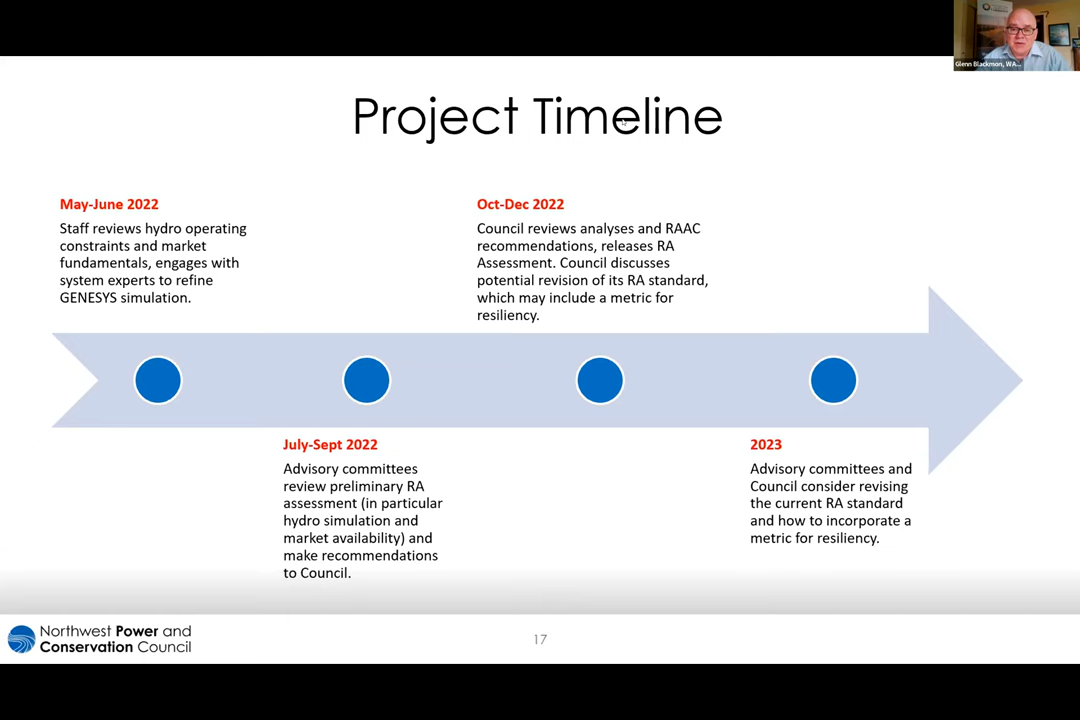 Glenn Blackmon, WA...
Project Timeline
May-June 2022
Staff reviews hydro operating
constraints and market
fundamentals, engages with
system experts to refine
GENESYS simulation.
Oct-Dec 2022
Council reviews analyses and RAAC
recommendations, releases RA
Assessment. Council discusses
potential revision of its RA standard,
which may include a metric for
resiliency.
July-Sept 2022
Advisory committees
review preliminary RA
assessment (in particular
hydro simulation and
market availability) and
make recommendations
to Council.
2023
Advisory committees and
Council consider revising
the current RA standard
and how to incorporate a
metric for resiliency.
Northwest Power and
Conservation Council
17